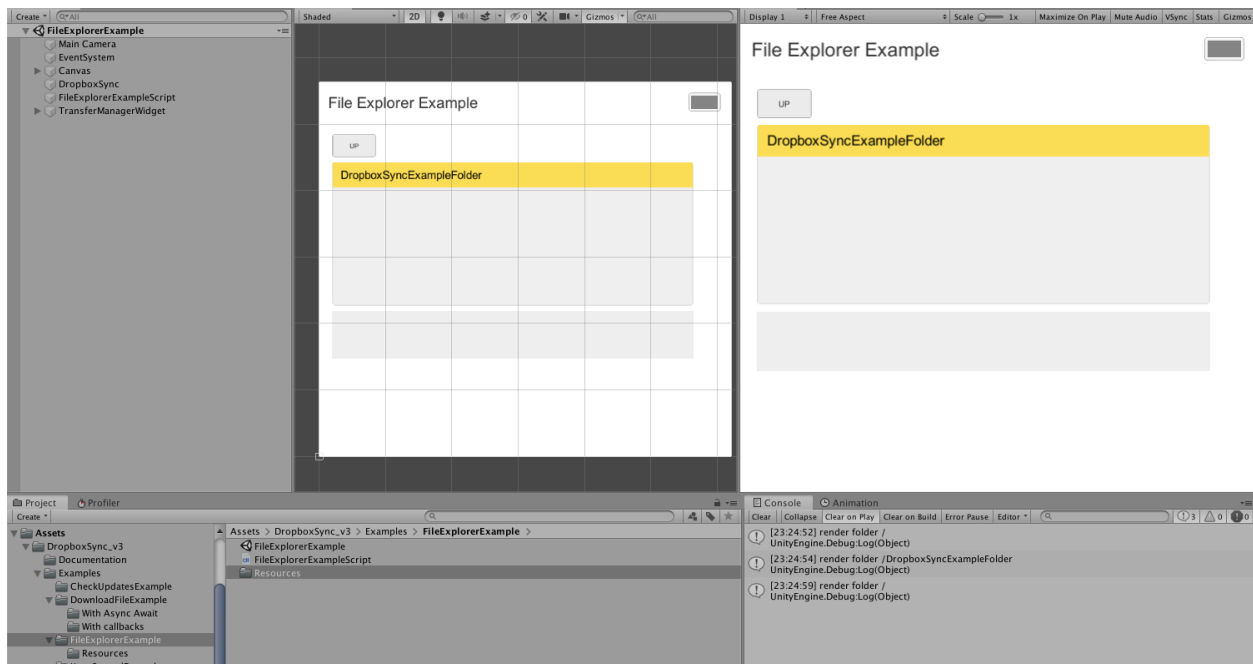 Create
All
FileExplorerExample
Main Camera
EventSystem
Canvas
DropboxSync
FileExplorerExampleScript
TransferManagerWidget
Shaded
2D
0
Gizmos
All
File Explorer Example
UP
DropboxSyncExampleFolder
Display 1
Free Aspect
Scale
1x
Maximize On Play
Mute Audio
VSync
Stats
Gizmos
File Explorer Example
UP
DropboxSyncExampleFolder
Project
Profiler
Create
Assets
DropboxSync_v3
Documentation
Examples
CheckUpdatesExample
DownloadFileExample
With Async Await
With callbacks
FileExplorerExample
Resources
Assets > DropboxSync_v3 > Examples > FileExplorerExample >
FileExplorerExample
FileExplorerExampleScript
Resources
Console
Animation
Clear
Collapse
Clear on Play
Clear on Build
Error Pause
Editor
3
0
0
[23:24:52] render folder /
UnityEngine.Debug:Log(Object)
[23:24:54] render folder /DropboxSyncExampleFolder
UnityEngine.Debug:Log(Object)
[23:24:59] render folder /
UnityEngine.Debug:Log(Object)